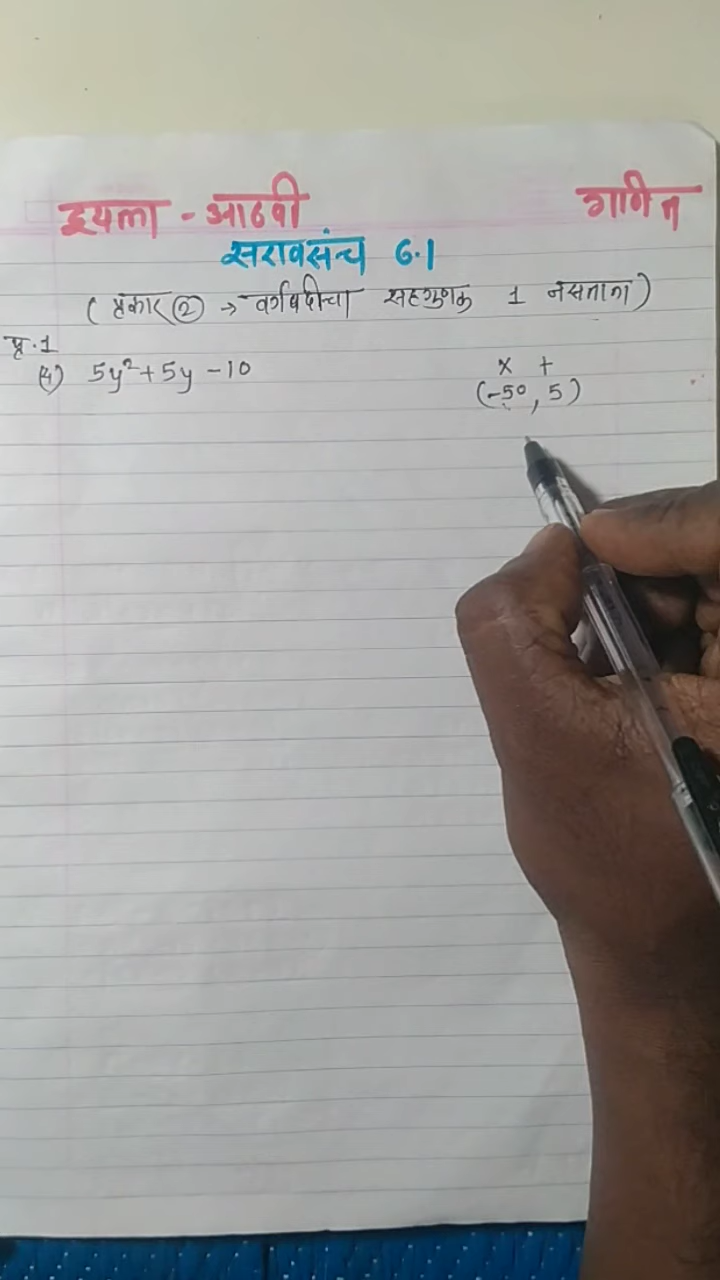 इयत्ता - आठवी गणित
सरावसंच 6.1
( प्रकार ② → वर्गपदीचा सहगुणक 1 नसताना )
प्र.1
(4) 5y² + 5y - 10 x +
(-50, 5)